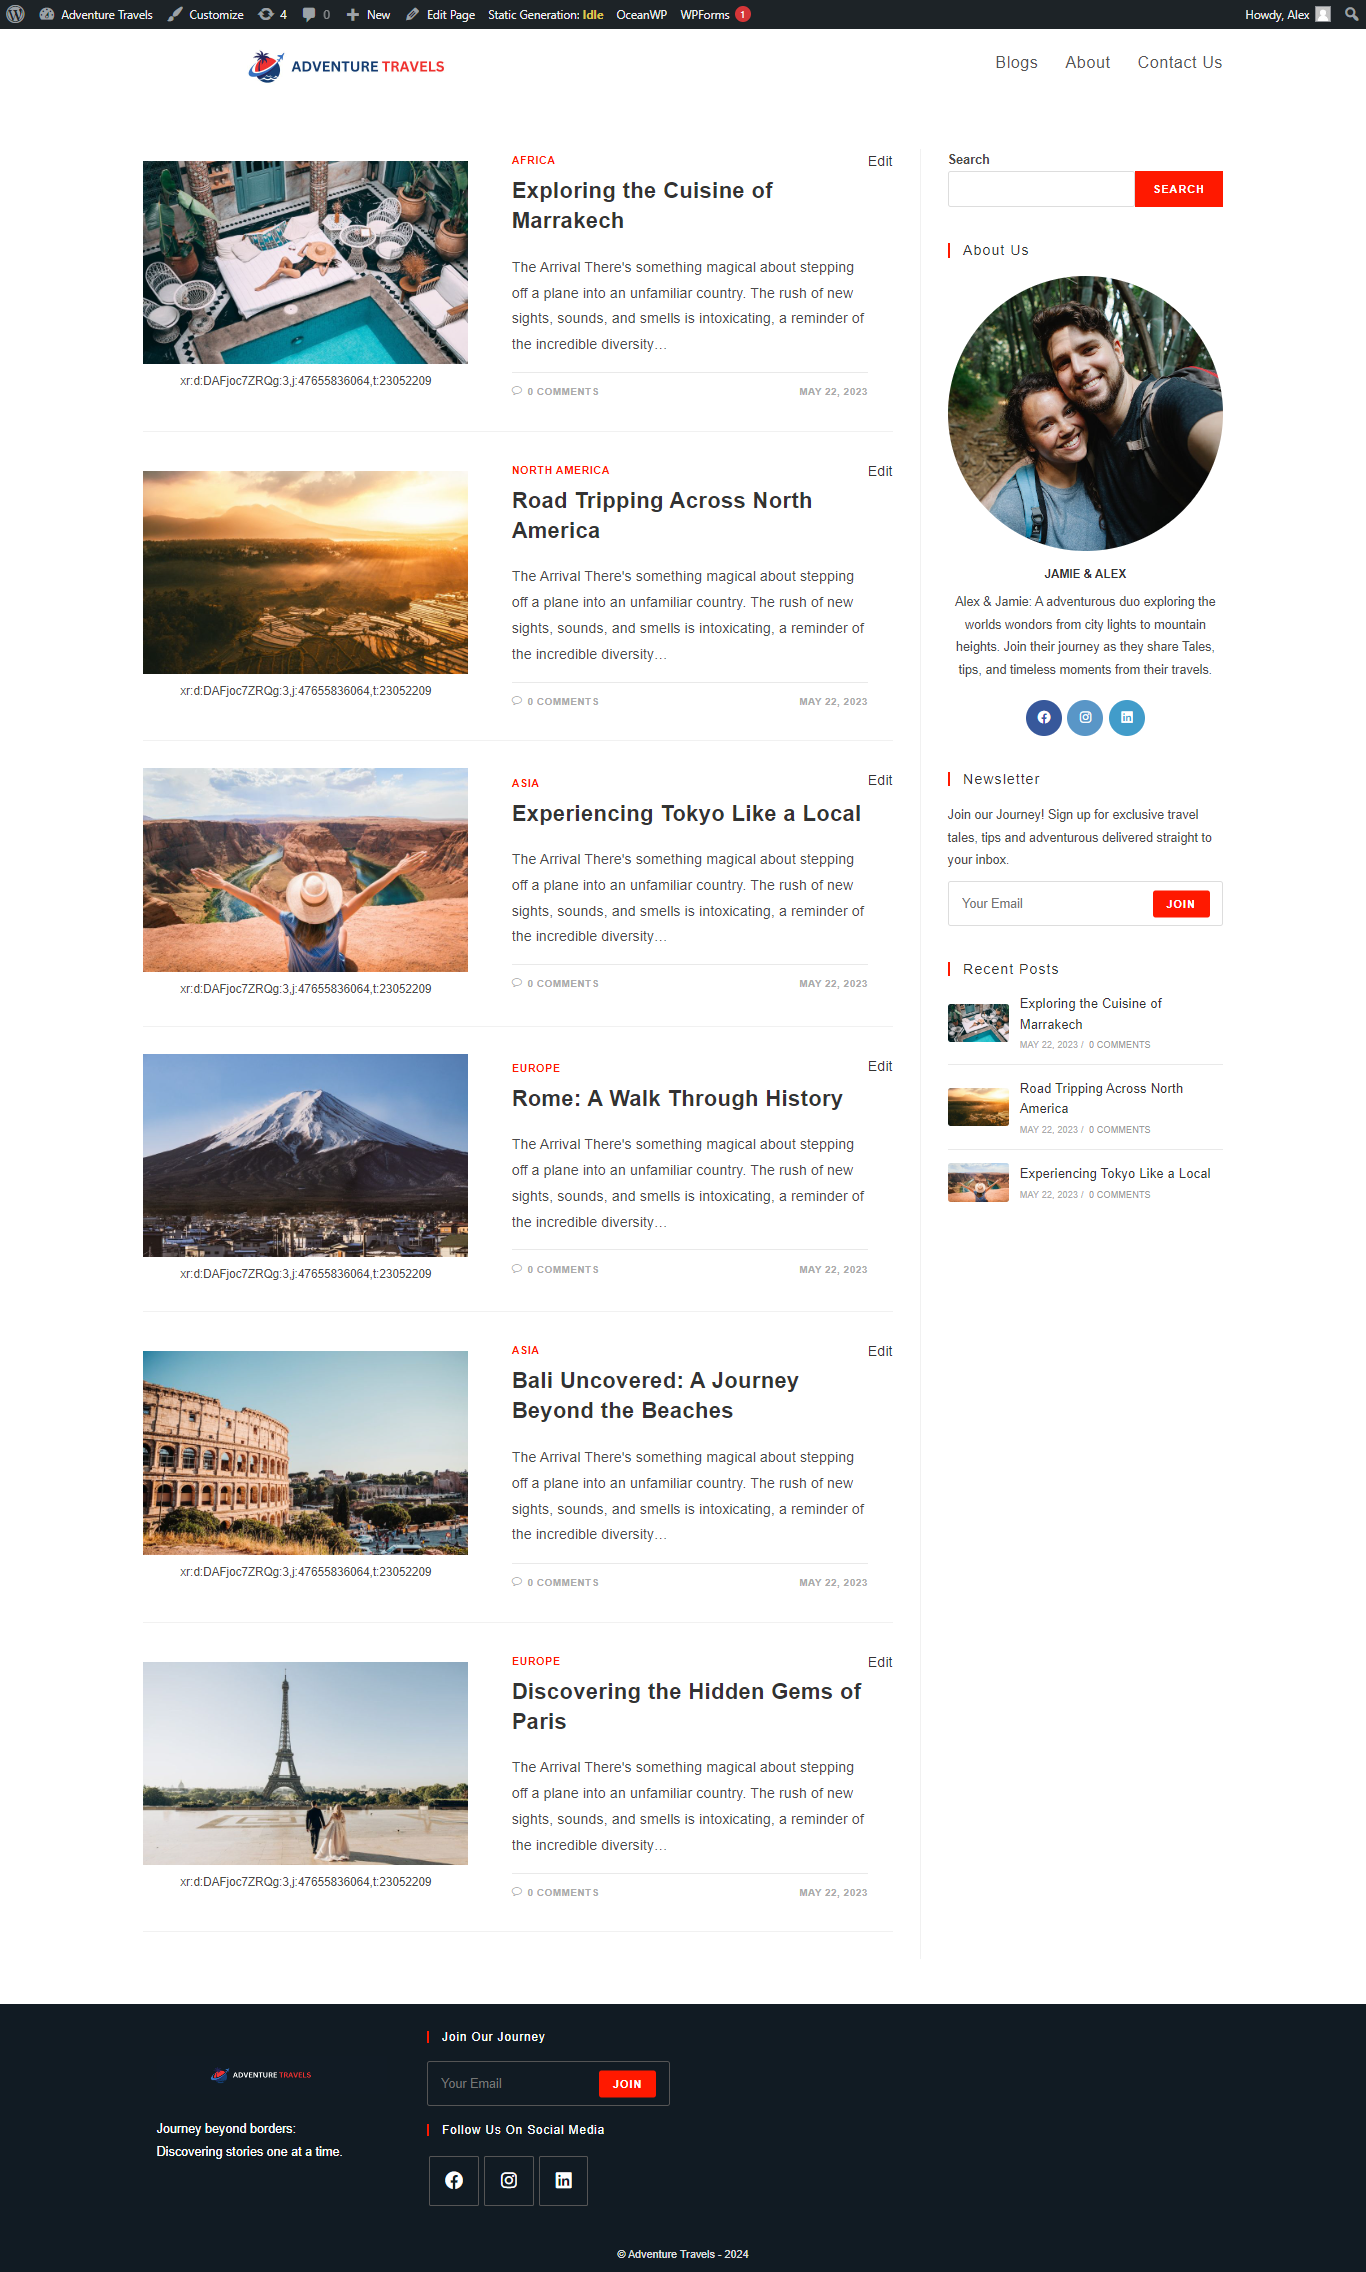 Adventure Travels Customize 4 0 New Edit Page Static Generation: Idle OceanWP WPForms 1 Howdy, Alex
ADVENTURE TRAVELS
Blogs About Contact Us
AFRICA
Edit
Exploring the Cuisine of
Marrakech
The Arrival There's something magical about stepping
off a plane into an unfamiliar country. The rush of new
sights, sounds, and smells is intoxicating, a reminder of
the incredible diversity…
xr:d:DAFjoc7ZRQg:3,j:47655836064,t:23052209
0 COMMENTS MAY 22, 2023
NORTH AMERICA
Edit
Road Tripping Across North
America
The Arrival There's something magical about stepping
off a plane into an unfamiliar country. The rush of new
sights, sounds, and smells is intoxicating, a reminder of
the incredible diversity…
xr:d:DAFjoc7ZRQg:3,j:47655836064,t:23052209
0 COMMENTS MAY 22, 2023
ASIA
Edit
Experiencing Tokyo Like a Local
The Arrival There's something magical about stepping
off a plane into an unfamiliar country. The rush of new
sights, sounds, and smells is intoxicating, a reminder of
the incredible diversity…
xr:d:DAFjoc7ZRQg:3,j:47655836064,t:23052209
0 COMMENTS MAY 22, 2023
EUROPE
Edit
Rome: A Walk Through History
The Arrival There's something magical about stepping
off a plane into an unfamiliar country. The rush of new
sights, sounds, and smells is intoxicating, a reminder of
the incredible diversity…
xr:d:DAFjoc7ZRQg:3,j:47655836064,t:23052209
0 COMMENTS MAY 22, 2023
ASIA
Edit
Bali Uncovered: A Journey
Beyond the Beaches
The Arrival There's something magical about stepping
off a plane into an unfamiliar country. The rush of new
sights, sounds, and smells is intoxicating, a reminder of
the incredible diversity…
xr:d:DAFjoc7ZRQg:3,j:47655836064,t:23052209
0 COMMENTS MAY 22, 2023
EUROPE
Edit
Discovering the Hidden Gems of
Paris
The Arrival There's something magical about stepping
off a plane into an unfamiliar country. The rush of new
sights, sounds, and smells is intoxicating, a reminder of
the incredible diversity…
xr:d:DAFjoc7ZRQg:3,j:47655836064,t:23052209
0 COMMENTS MAY 22, 2023
Search
SEARCH
About Us
JAMIE & ALEX
Alex & Jamie: A adventurous duo exploring the
worlds wondors from city lights to mountain
heights. Join their journey as they share Tales,
tips, and timeless moments from their travels.
Newsletter
Join our Journey! Sign up for exclusive travel
tales, tips and adventurous delivered straight to
your inbox.
Your Email JOIN
Recent Posts
Exploring the Cuisine of
Marrakech
MAY 22, 2023 / 0 COMMENTS
Road Tripping Across North
America
MAY 22, 2023 / 0 COMMENTS
Experiencing Tokyo Like a Local
MAY 22, 2023 / 0 COMMENTS
ADVENTURE TRAVELS
Journey beyond borders:
Discovering stories one at a time.
Join Our Journey
Your Email JOIN
Follow Us On Social Media
© Adventure Travels - 2024